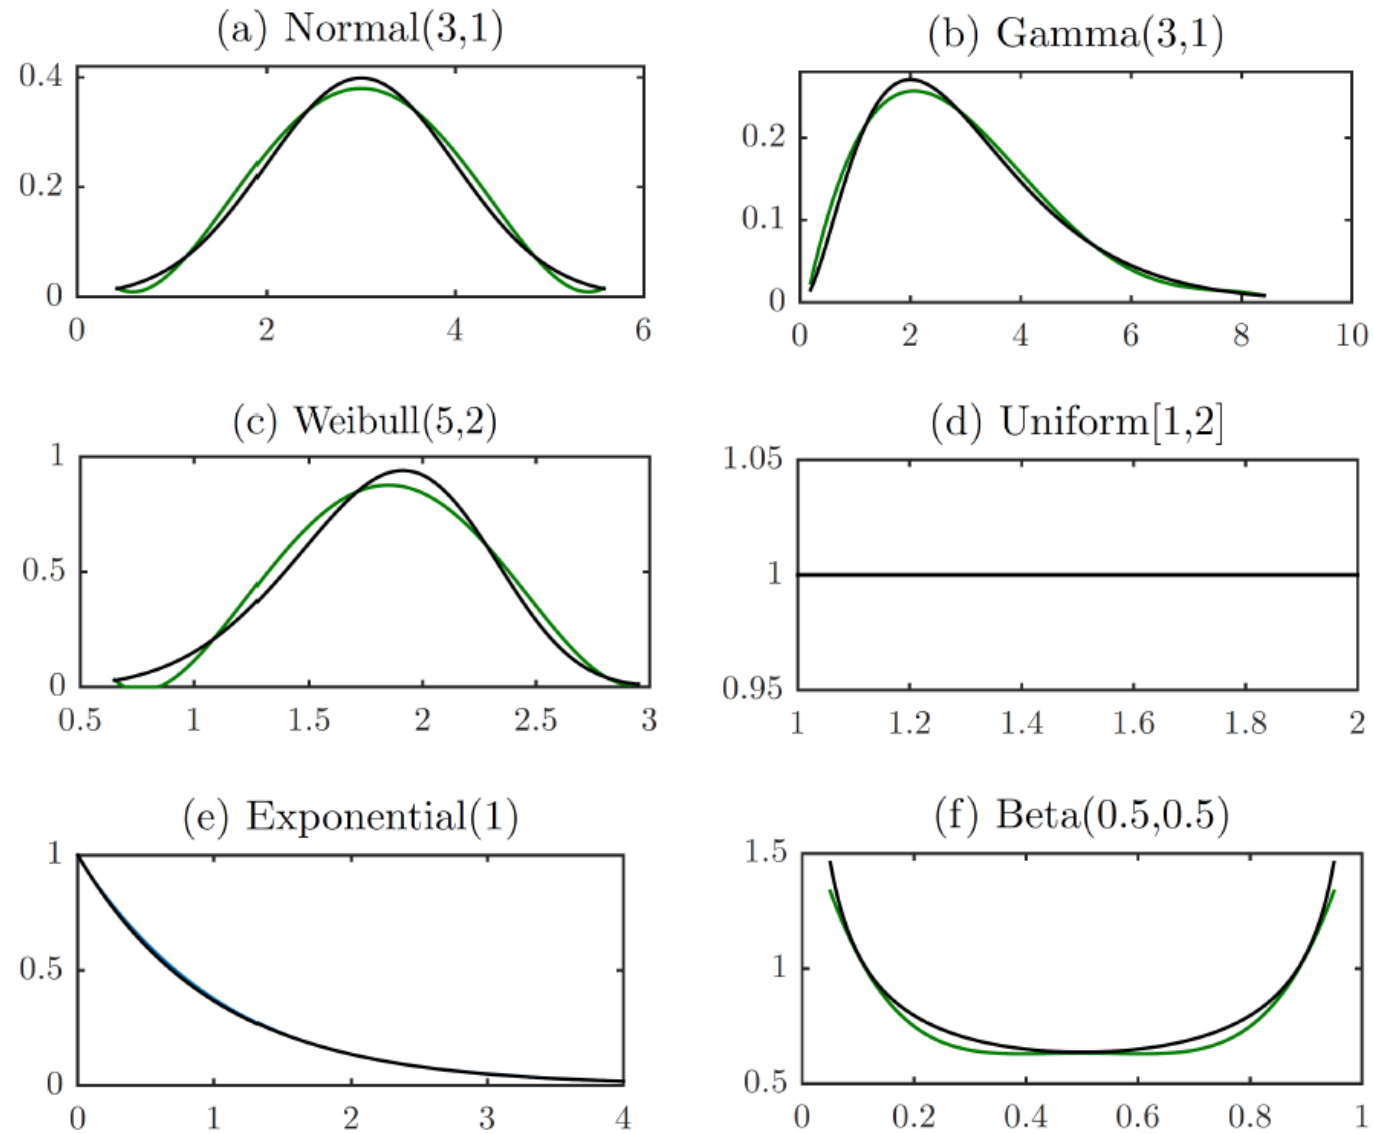 (a) Normal(3,1)
0.4
0.2
0
0 2 4 6
(b) Gamma(3,1)
0.2
0.1
0
0 2 4 6 8 10
(c) Weibull(5,2)
1
0.5
0
0.5 1 1.5 2 2.5 3
(d) Uniform[1,2]
1.05
1
0.95
1 1.2 1.4 1.6 1.8 2
(e) Exponential(1)
1
0.5
0
0 1 2 3 4
(f) Beta(0.5,0.5)
1.5
1
0.5
0 0.2 0.4 0.6 0.8 1